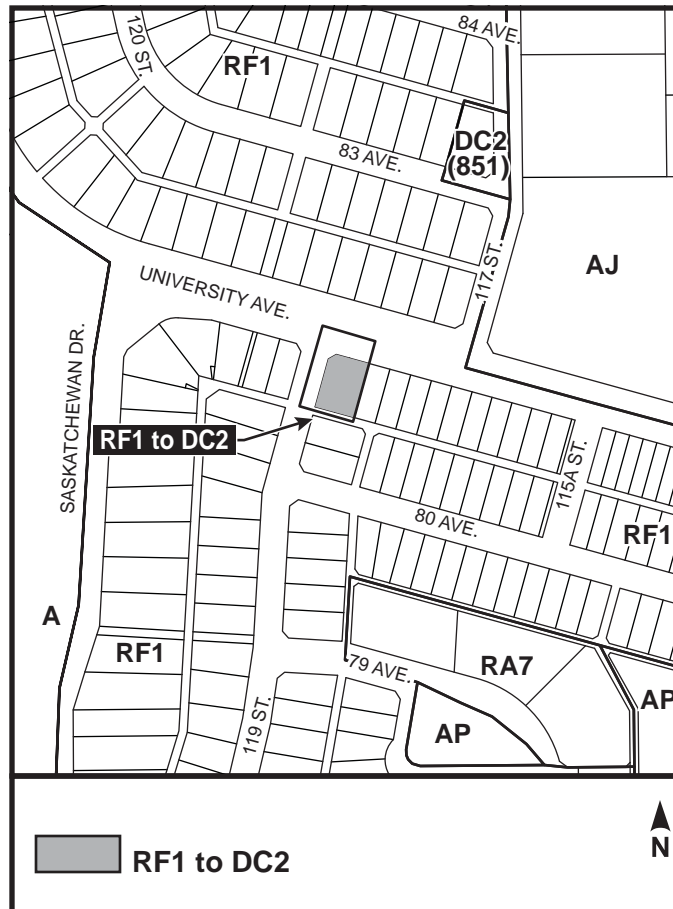 84 AVE.
120 ST.
RF1
DC2
(851)
83 AVE.
AJ
117 ST.
UNIVERSITY AVE.
SASKATCHEWAN DR.
RF1 to DC2
115A ST.
80 AVE.
RF1
A
RF1
RA7
79 AVE.
AP
AP
119 ST.
RF1 to DC2
N